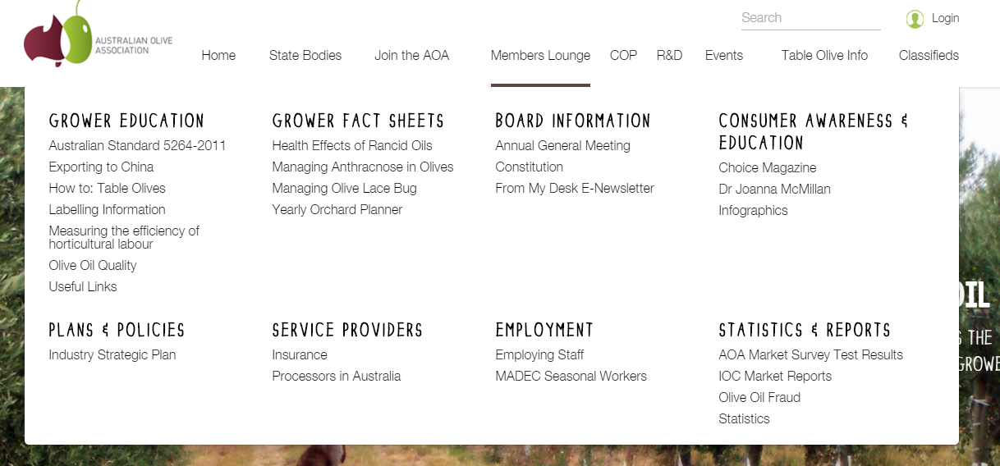 Search
Login
AUSTRALIAN OLIVE
ASSOCIATION
Home
State Bodies
Join the AOA
Members Lounge
COP
R&D
Events
Table Olive Info
Classifieds
GROWER EDUCATION
Australian Standard 5264-2011
Exporting to China
How to: Table Olives
Labelling Information
Measuring the efficiency of
horticultural labour
Olive Oil Quality
Useful Links
GROWER FACT SHEETS
Health Effects of Rancid Oils
Managing Anthracnose in Olives
Managing Olive Lace Bug
Yearly Orchard Planner
BOARD INFORMATION
Annual General Meeting
Constitution
From My Desk E-Newsletter
CONSUMER AWARENESS &
EDUCATION
Choice Magazine
Dr Joanna McMillan
Infographics
PLANS & POLICIES
Industry Strategic Plan
SERVICE PROVIDERS
Insurance
Processors in Australia
EMPLOYMENT
Employing Staff
MADEC Seasonal Workers
STATISTICS & REPORTS
AOA Market Survey Test Results
IOC Market Reports
Olive Oil Fraud
Statistics
OIL
THE